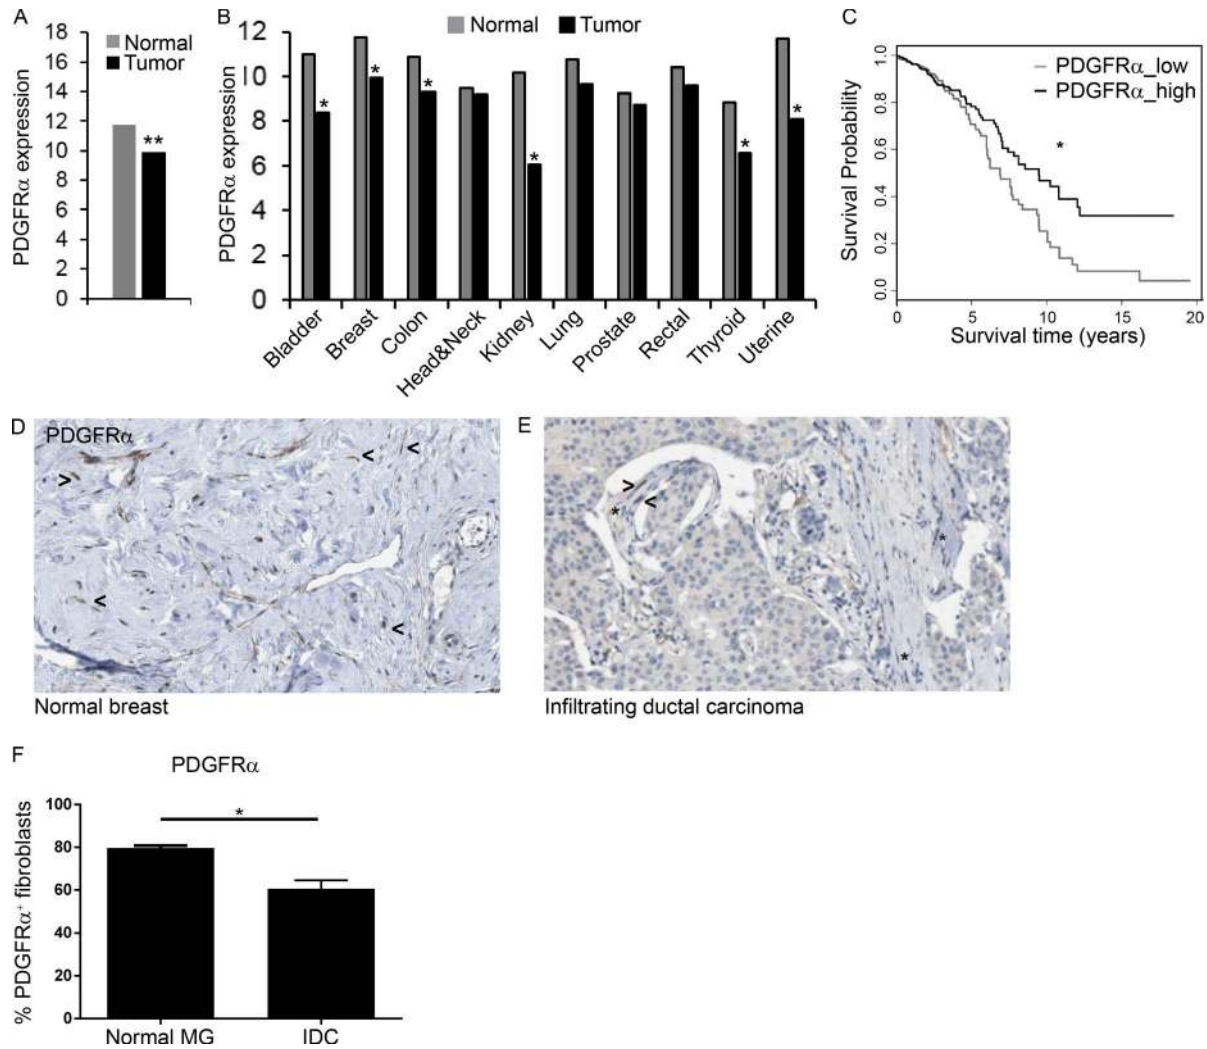 A
18
16
14
12
10
8
6
4
2
0
PDGFRα expression
Normal
Tumor
**
B
Normal
Tumor
12
10
8
6
4
2
0
PDGFRα expression
*
*
*
*
*
*
Bladder
Breast
Colon
Head&Neck
Kidney
Lung
Prostate
Rectal
Thyroid
Uterine
C
PDGFRα_low
PDGFRα_high
*
1.0
0.8
0.6
0.4
0.2
0.0
Survival Probability
0 5 10 15 20
Survival time (years)
D
PDGFRα
>
<
<
<
<
Normal breast
E
>
<
*
*
*
Infiltrating ductal carcinoma
F
PDGFRα
*
100
80
60
40
20
0
% PDGFRα⁺ fibroblasts
Normal MG IDC